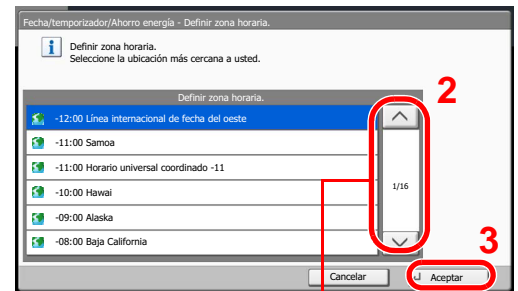 Fecha/temporizador/Ahorro energía - Definir zona horaria.
Definir zona horaria.
Seleccione la ubicación más cercana a usted.
2
Definir zona horaria.
-12:00 Línea internacional de fecha del oeste
-11:00 Samoa
-11:00 Horario universal coordinado -11
-10:00 Hawai
1/16
-09:00 Alaska
-08:00 Baja California
3
Cancelar
Aceptar